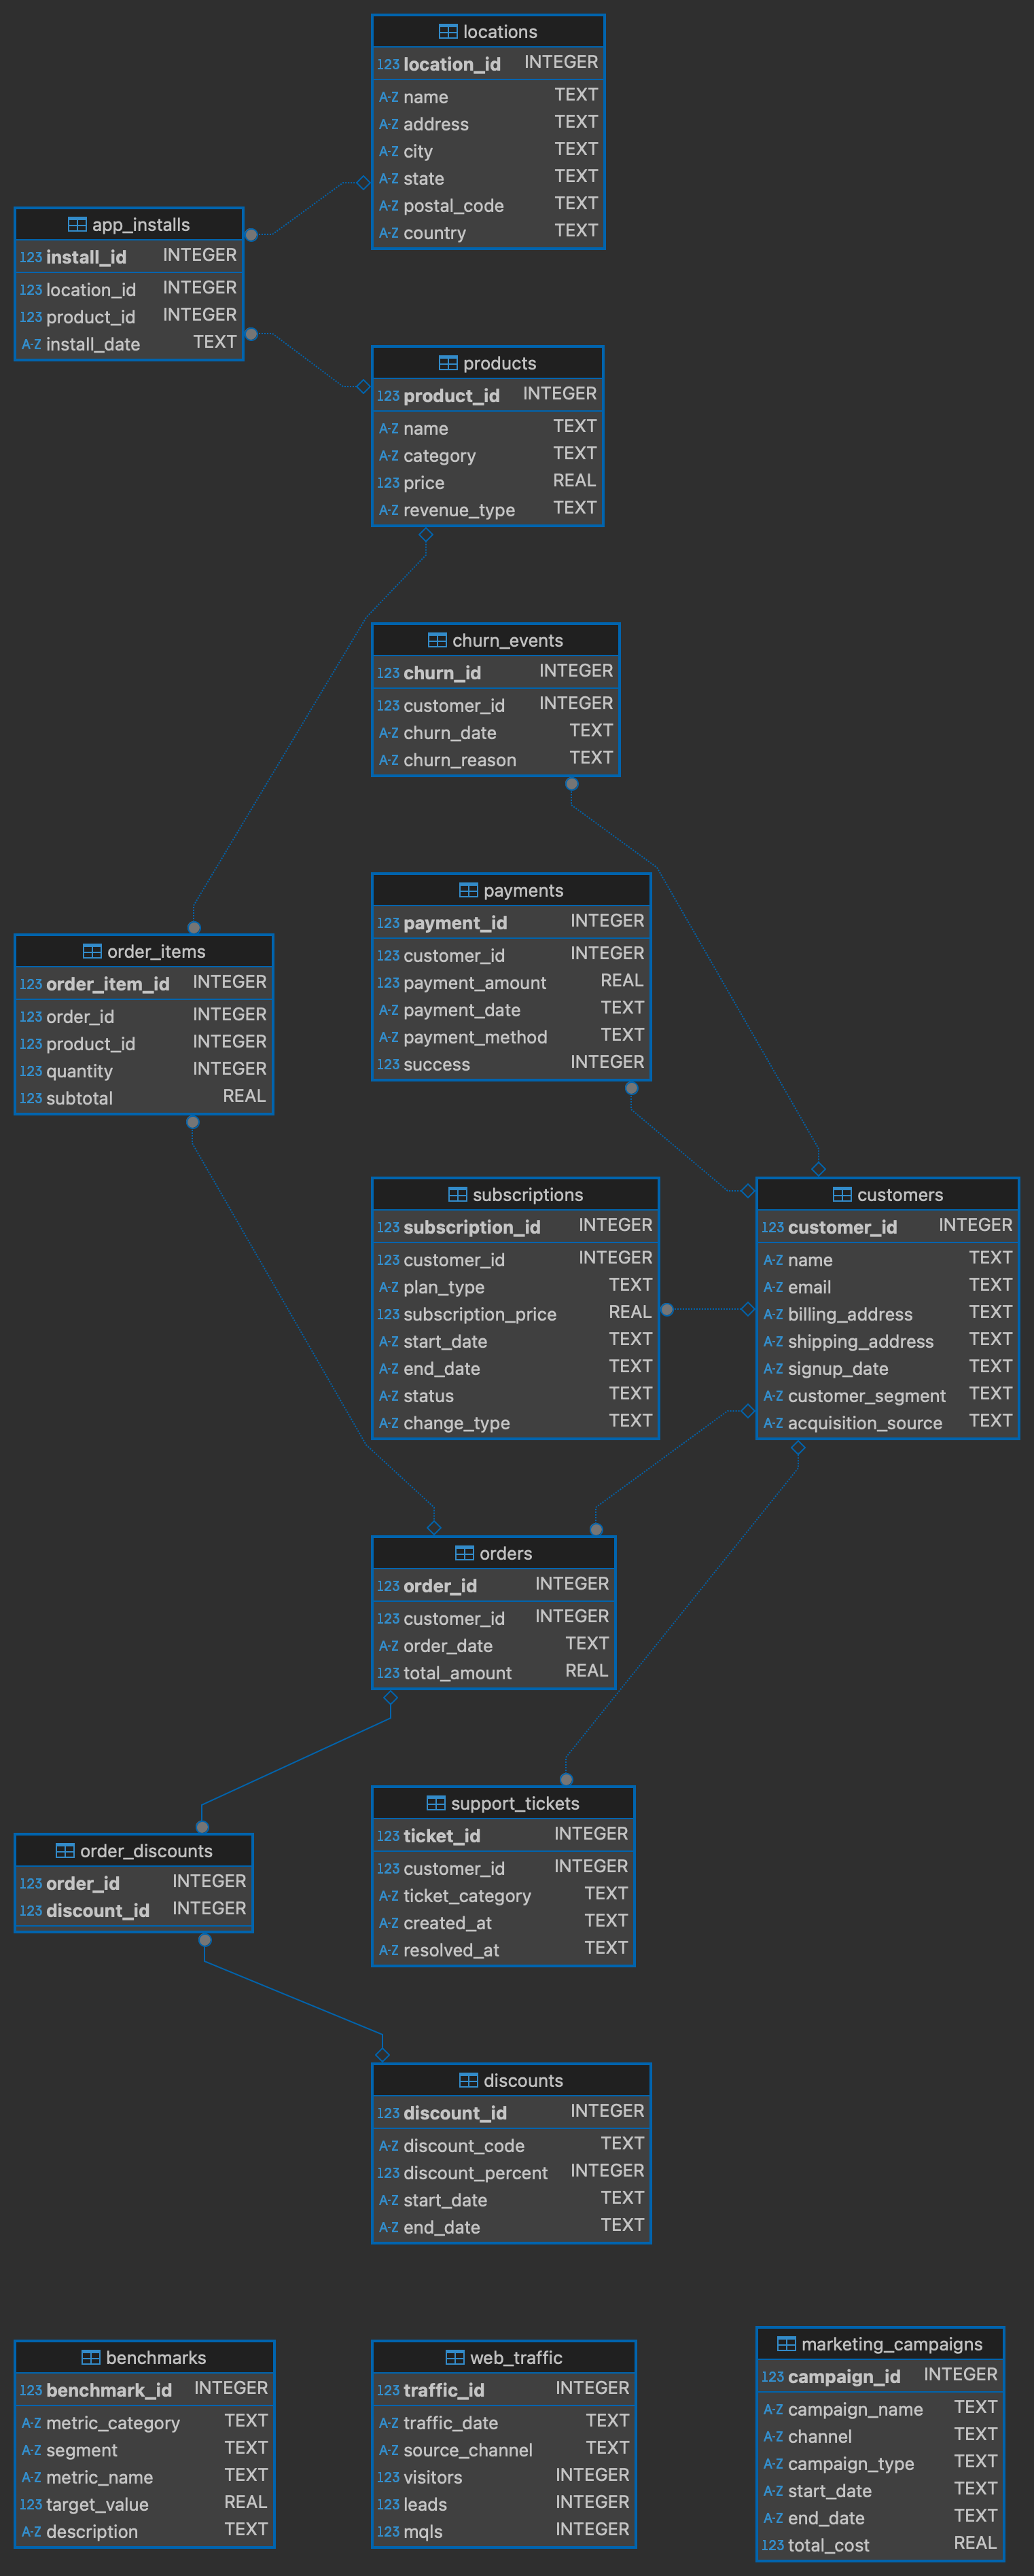 locations
123 location_id INTEGER
A-Z name TEXT
A-Z address TEXT
A-Z city TEXT
A-Z state TEXT
A-Z postal_code TEXT
A-Z country TEXT
app_installs
123 install_id INTEGER
123 location_id INTEGER
123 product_id INTEGER
A-Z install_date TEXT
products
123 product_id INTEGER
A-Z name TEXT
A-Z category TEXT
123 price REAL
A-Z revenue_type TEXT
churn_events
123 churn_id INTEGER
123 customer_id INTEGER
A-Z churn_date TEXT
A-Z churn_reason TEXT
payments
123 payment_id INTEGER
123 customer_id INTEGER
123 payment_amount REAL
A-Z payment_date TEXT
A-Z payment_method TEXT
123 success INTEGER
order_items
123 order_item_id INTEGER
123 order_id INTEGER
123 product_id INTEGER
123 quantity INTEGER
123 subtotal REAL
subscriptions
123 subscription_id INTEGER
123 customer_id INTEGER
A-Z plan_type TEXT
123 subscription_price REAL
A-Z start_date TEXT
A-Z end_date TEXT
A-Z status TEXT
A-Z change_type TEXT
customers
123 customer_id INTEGER
A-Z name TEXT
A-Z email TEXT
A-Z billing_address TEXT
A-Z shipping_address TEXT
A-Z signup_date TEXT
A-Z customer_segment TEXT
A-Z acquisition_source TEXT
orders
123 order_id INTEGER
123 customer_id INTEGER
A-Z order_date TEXT
123 total_amount REAL
support_tickets
123 ticket_id INTEGER
123 customer_id INTEGER
A-Z ticket_category TEXT
A-Z created_at TEXT
A-Z resolved_at TEXT
order_discounts
123 order_id INTEGER
123 discount_id INTEGER
discounts
123 discount_id INTEGER
A-Z discount_code TEXT
123 discount_percent INTEGER
A-Z start_date TEXT
A-Z end_date TEXT
benchmarks
123 benchmark_id INTEGER
A-Z metric_category TEXT
A-Z segment TEXT
A-Z metric_name TEXT
123 target_value REAL
A-Z description TEXT
web_traffic
123 traffic_id INTEGER
A-Z traffic_date TEXT
A-Z source_channel TEXT
123 visitors INTEGER
123 leads INTEGER
123 mqls INTEGER
marketing_campaigns
123 campaign_id INTEGER
A-Z campaign_name TEXT
A-Z channel TEXT
A-Z campaign_type TEXT
A-Z start_date TEXT
A-Z end_date TEXT
123 total_cost REAL